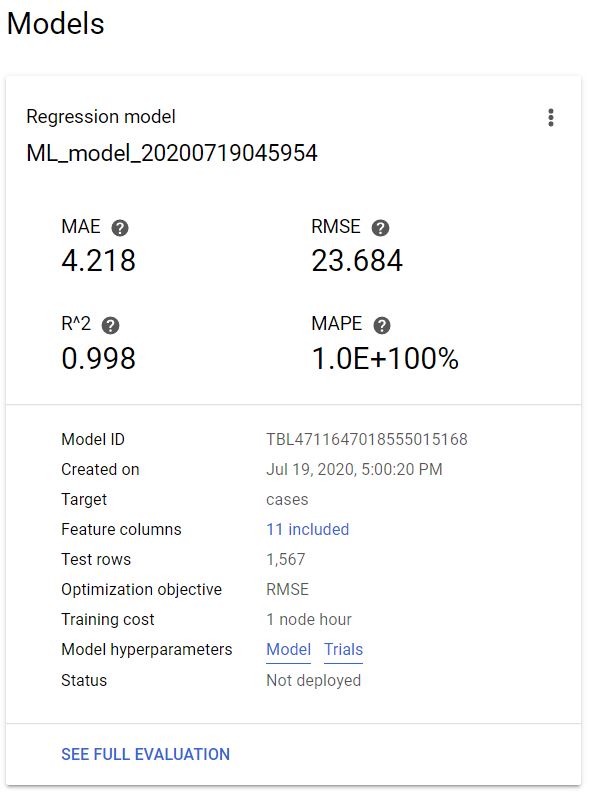 Models
Regression model
ML_model_20200719045954
MAE RMSE
4.218 23.684
R^2 MAPE
0.998 1.0E+100%
Model ID TBL4711647018555015168
Created on Jul 19, 2020, 5:00:20 PM
Target cases
Feature columns 11 included
Test rows 1,567
Optimization objective RMSE
Training cost 1 node hour
Model hyperparameters Model Trials
Status Not deployed
SEE FULL EVALUATION